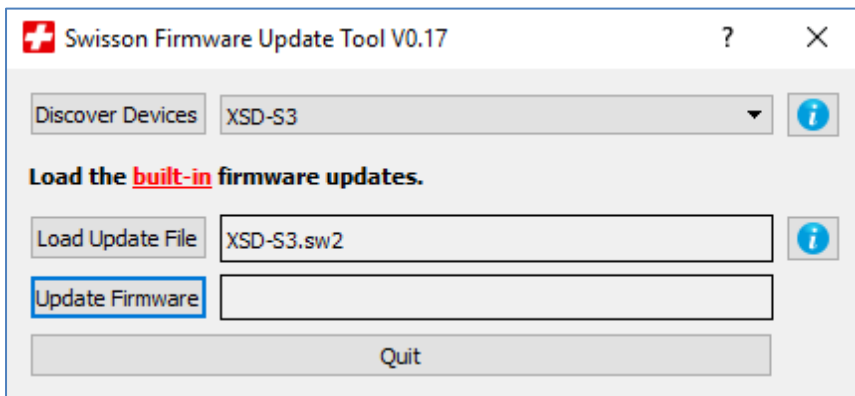 Swisson Firmware Update Tool V0.17 ?
Discover Devices XSD-S3 i
Load the built-in firmware updates.
Load Update File XSD-S3.sw2 i
Update Firmware
Quit